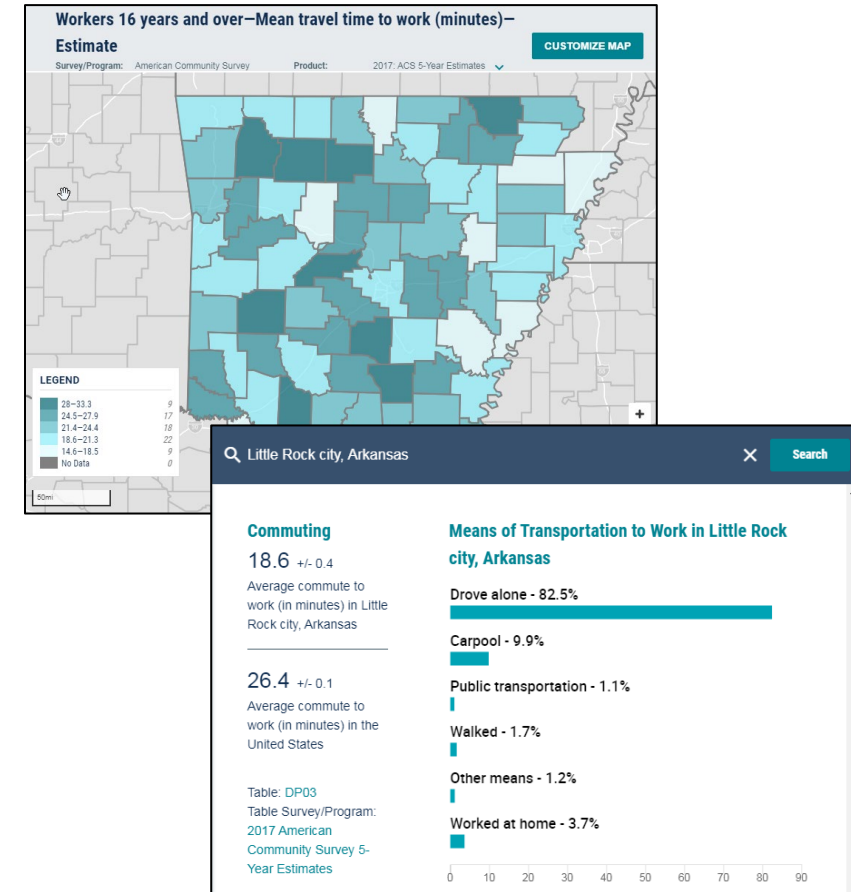 Workers 16 years and over—Mean travel time to work (minutes)—
Estimate
CUSTOMIZE MAP
Survey/Program: American Community Survey Product: 2017: ACS 5-Year Estimates
LEGEND
28–33.3 9
24.5–27.9 17
21.4–24.4 18
18.6–21.3 22
14.6–18.5 9
No Data 0
50mi
+
Little Rock city, Arkansas
Search
Commuting
18.6 +/- 0.4
Average commute to
work (in minutes) in Little
Rock city, Arkansas
26.4 +/- 0.1
Average commute to
work (in minutes) in the
United States
Table: DP03
Table Survey/Program:
2017 American
Community Survey 5-
Year Estimates
Means of Transportation to Work in Little Rock
city, Arkansas
Drove alone - 82.5%
Carpool - 9.9%
Public transportation - 1.1%
Walked - 1.7%
Other means - 1.2%
Worked at home - 3.7%
0 10 20 30 40 50 60 70 80 90